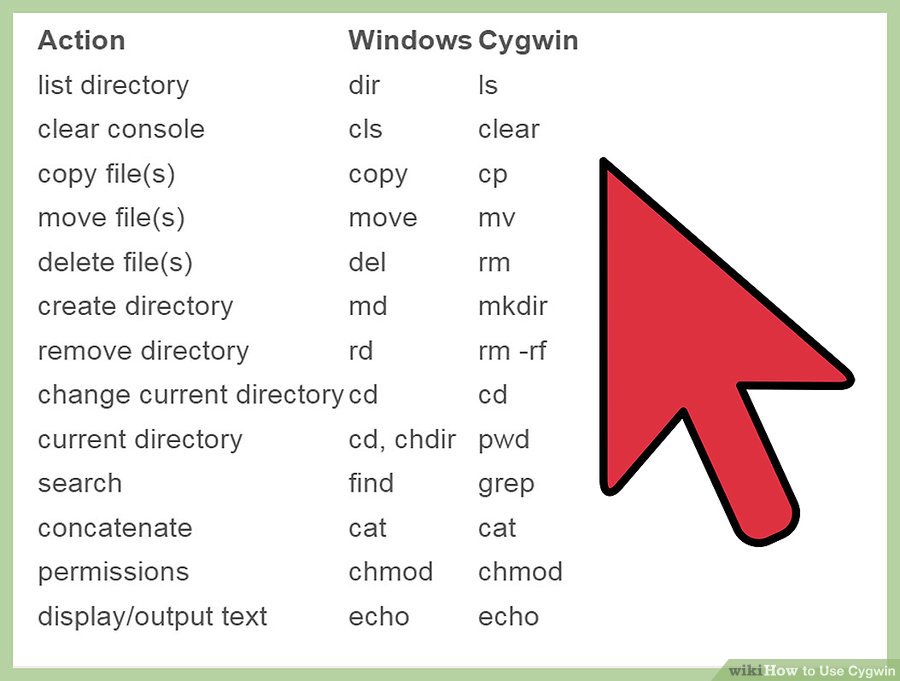 Action Windows Cygwin
list directory dir ls
clear console cls clear
copy file(s) copy cp
move file(s) move mv
delete file(s) del rm
create directory md mkdir
remove directory rd rm -rf
change current directory cd cd
current directory cd, chdir pwd
search find grep
concatenate cat cat
permissions chmod chmod
display/output text echo echo
wikiHow to Use Cygwin